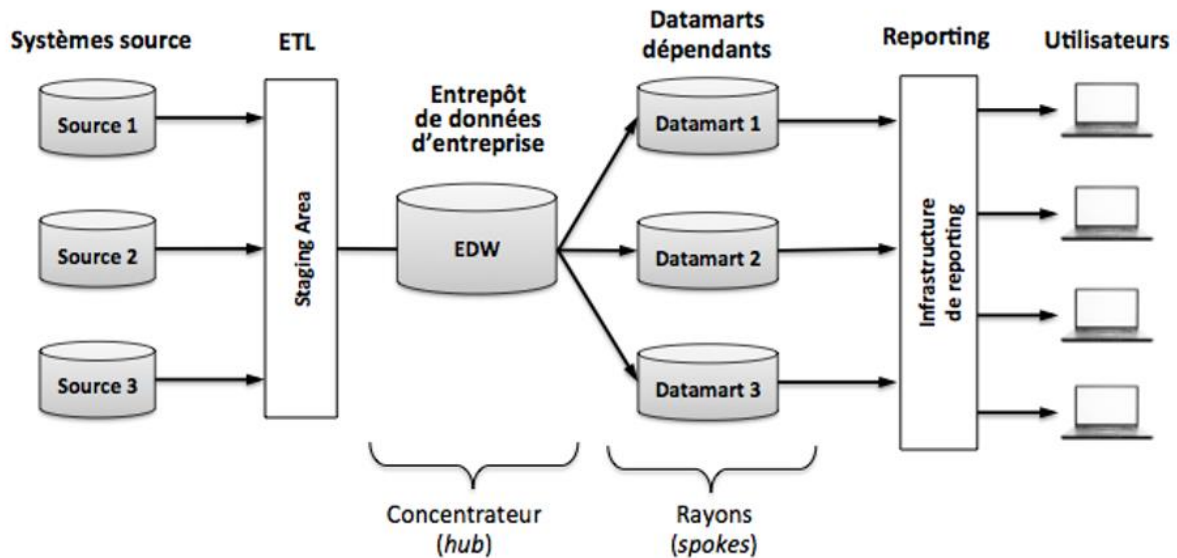 Systèmes source
ETL
Entrepôt
de données
d'entreprise
Datamarts
dépendants
Reporting
Utilisateurs
Source 1
Source 2
Source 3
Staging Area
EDW
Datamart 1
Datamart 2
Datamart 3
Infrastructure
de reporting
Concentrateur
(hub)
Rayons
(spokes)